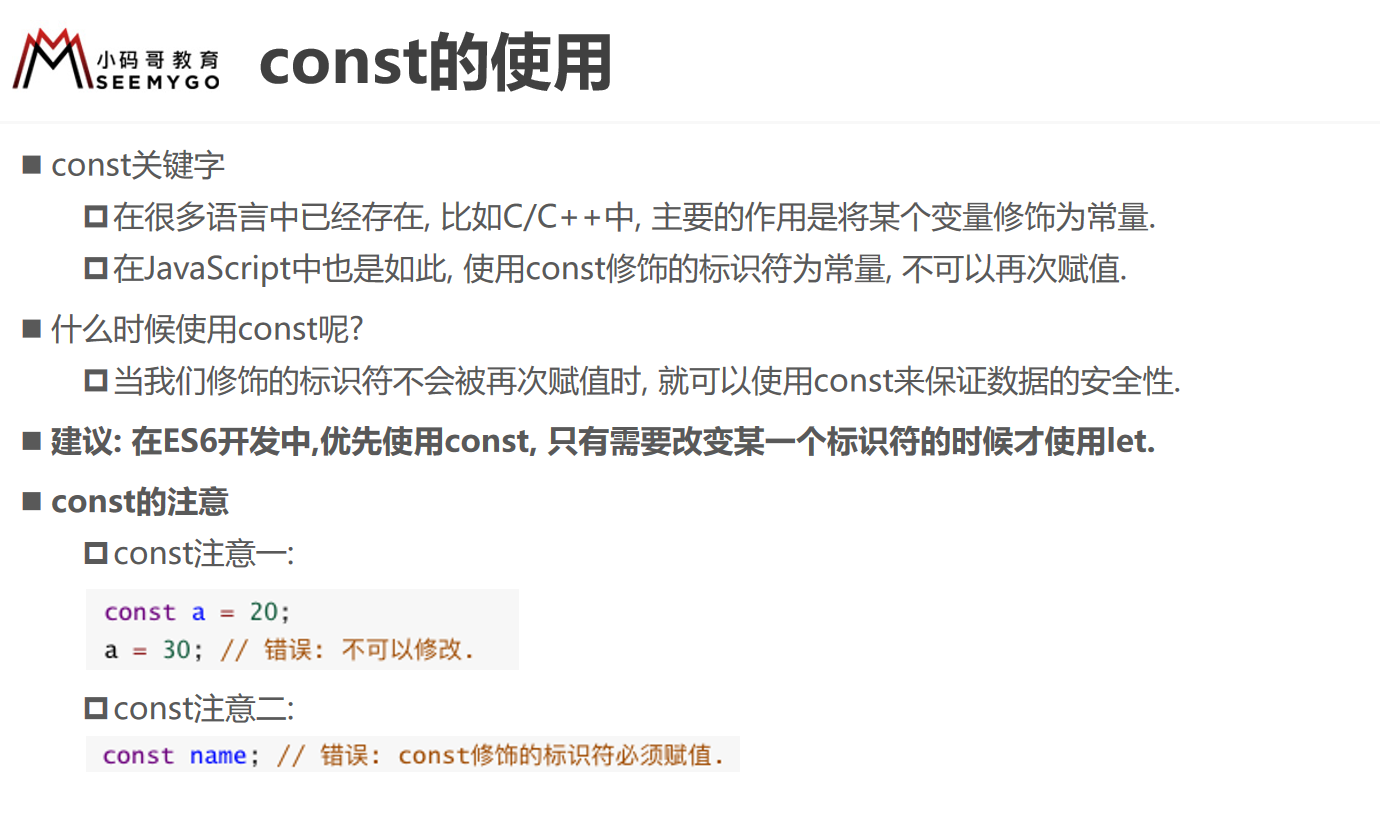 小码哥教育
SEEMYGO
const的使用
const关键字
在很多语言中已经存在, 比如C/C++中, 主要的作用是将某个变量修饰为常量.
在JavaScript中也是如此, 使用const修饰的标识符为常量, 不可以再次赋值.
什么时候使用const呢?
当我们修饰的标识符不会被再次赋值时, 就可以使用const来保证数据的安全性.
建议: 在ES6开发中,优先使用const, 只有需要改变某一个标识符的时候才使用let.
const的注意
const注意一:
const a = 20;
a = 30; // 错误: 不可以修改.
const注意二:
const name; // 错误: const修饰的标识符必须赋值.